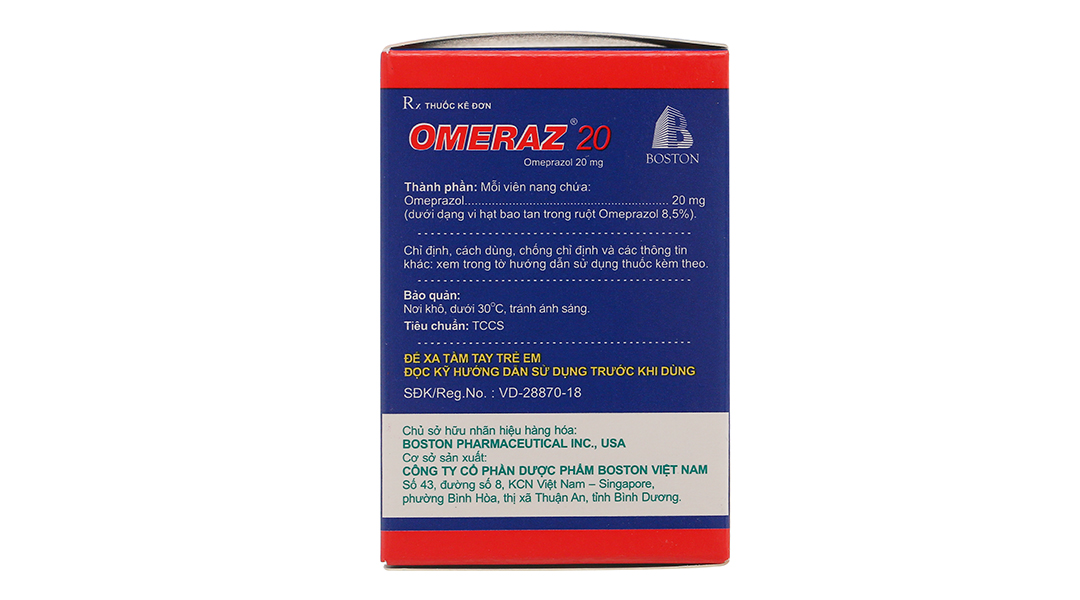 Rx THUỐC KÊ ĐƠN
OMERAZ® 20
Omeprazol 20 mg
B
BOSTON
Thành phần: Mỗi viên nang chứa:
Omeprazol............................................................ 20 mg
(dưới dạng vi hạt bao tan trong ruột Omeprazol 8,5%).
Chỉ định, cách dùng, chống chỉ định và các thông tin
khác: xem trong tờ hướng dẫn sử dụng thuốc kèm theo.
Bảo quản:
Nơi khô, dưới 30°C, tránh ánh sáng.
Tiêu chuẩn: TCCS
ĐỂ XA TẦM TAY TRẺ EM
ĐỌC KỸ HƯỚNG DẪN SỬ DỤNG TRƯỚC KHI DÙNG
SĐK/Reg.No. : VD-28870-18
Chủ sở hữu nhãn hiệu hàng hóa:
BOSTON PHARMACEUTICAL INC., USA
Cơ sở sản xuất:
CÔNG TY CỔ PHẦN DƯỢC PHẨM BOSTON VIỆT NAM
Số 43, đường số 8, KCN Việt Nam – Singapore,
phường Bình Hòa, thị xã Thuận An, tỉnh Bình Dương.